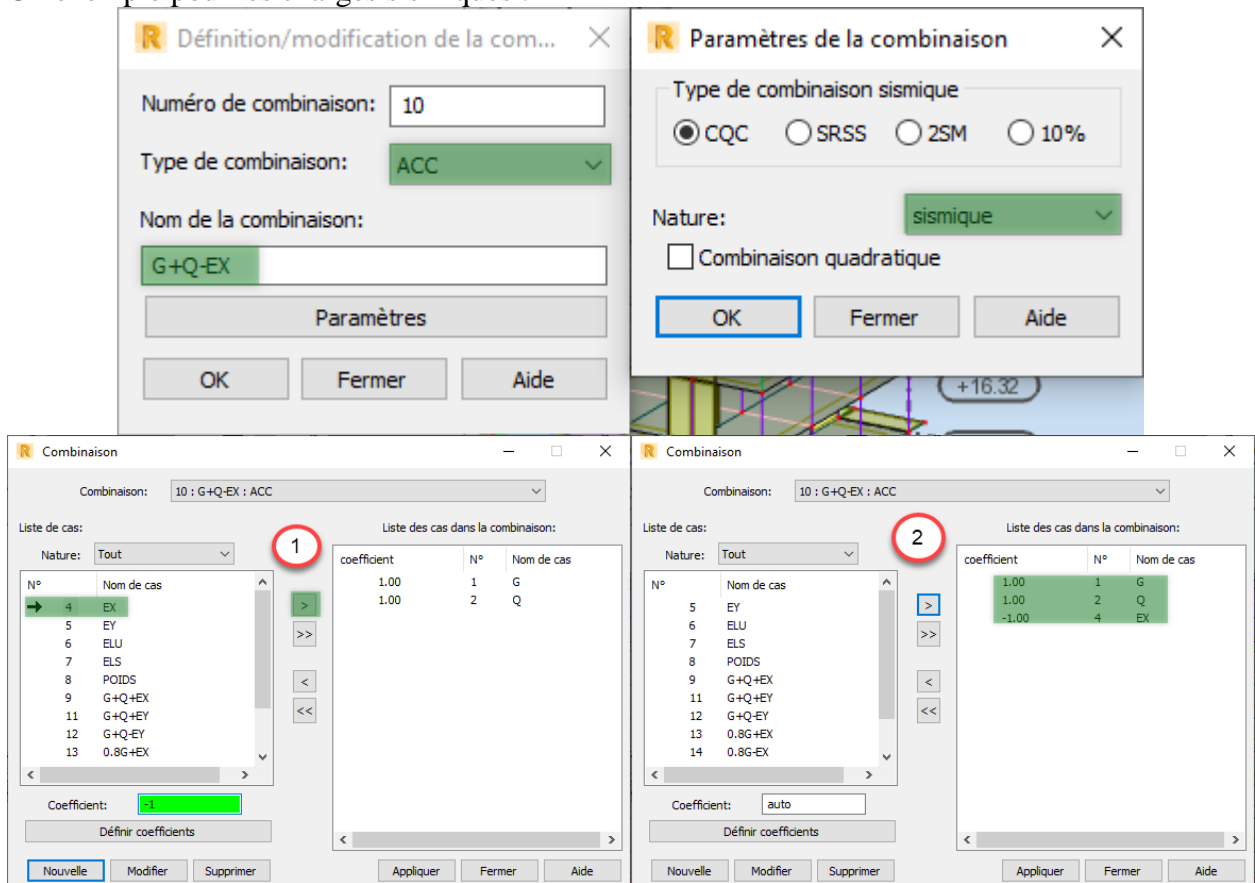 Définition/modification de la com...
Numéro de combinaison: 10
Type de combinaison: ACC
Nom de la combinaison:
G+Q-EX
Paramètres
OK Fermer Aide
Paramètres de la combinaison
Type de combinaison sismique
CQC SRSS 2SM 10%
Nature: sismique
Combinaison quadratique
OK Fermer Aide
+16.32
Combinaison
Combinaison: 10 : G+Q-EX : ACC
Liste de cas:
Nature: Tout
N° Nom de cas
4 EX
5 EY
6 ELU
7 ELS
8 POIDS
9 G+Q+EX
11 G+Q+EY
12 G+Q-EY
13 0.8G+EX
1
>
>>
<
<<
Liste des cas dans la combinaison:
coefficient N° Nom de cas
1.00 1 G
1.00 2 Q
Coefficient: -1
Définir coefficients
Nouvelle Modifier Supprimer Appliquer Fermer Aide
Combinaison
Combinaison: 10 : G+Q-EX : ACC
Liste de cas:
Nature: Tout
N° Nom de cas
5 EY
6 ELU
7 ELS
8 POIDS
9 G+Q+EX
11 G+Q+EY
12 G+Q-EY
13 0.8G+EX
14 0.8G-EX
2
>
>>
<
<<
Liste des cas dans la combinaison:
coefficient N° Nom de cas
1.00 1 G
1.00 2 Q
-1.00 4 EX
Coefficient: auto
Définir coefficients
Nouvelle Modifier Supprimer Appliquer Fermer Aide